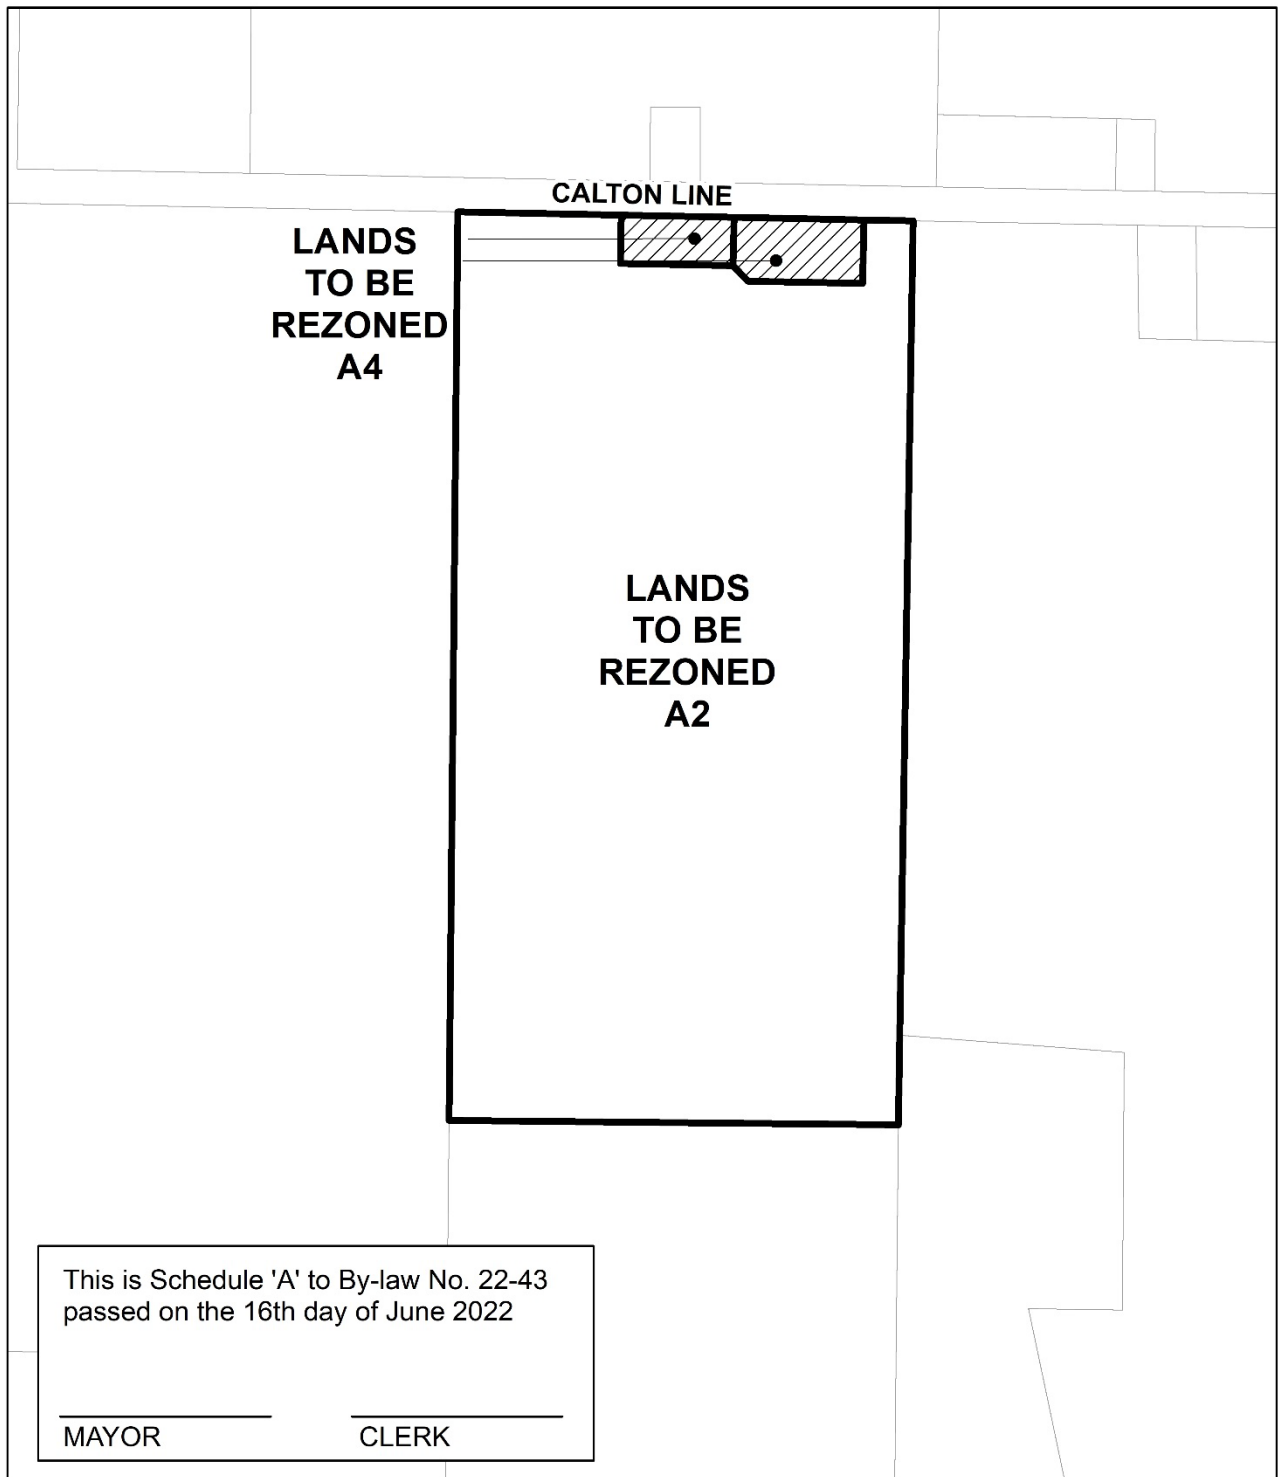 CALTON LINE
LANDS
TO BE
REZONED
A4
LANDS
TO BE
REZONED
A2
This is Schedule 'A' to By-law No. 22-43
passed on the 16th day of June 2022
MAYOR
CLERK